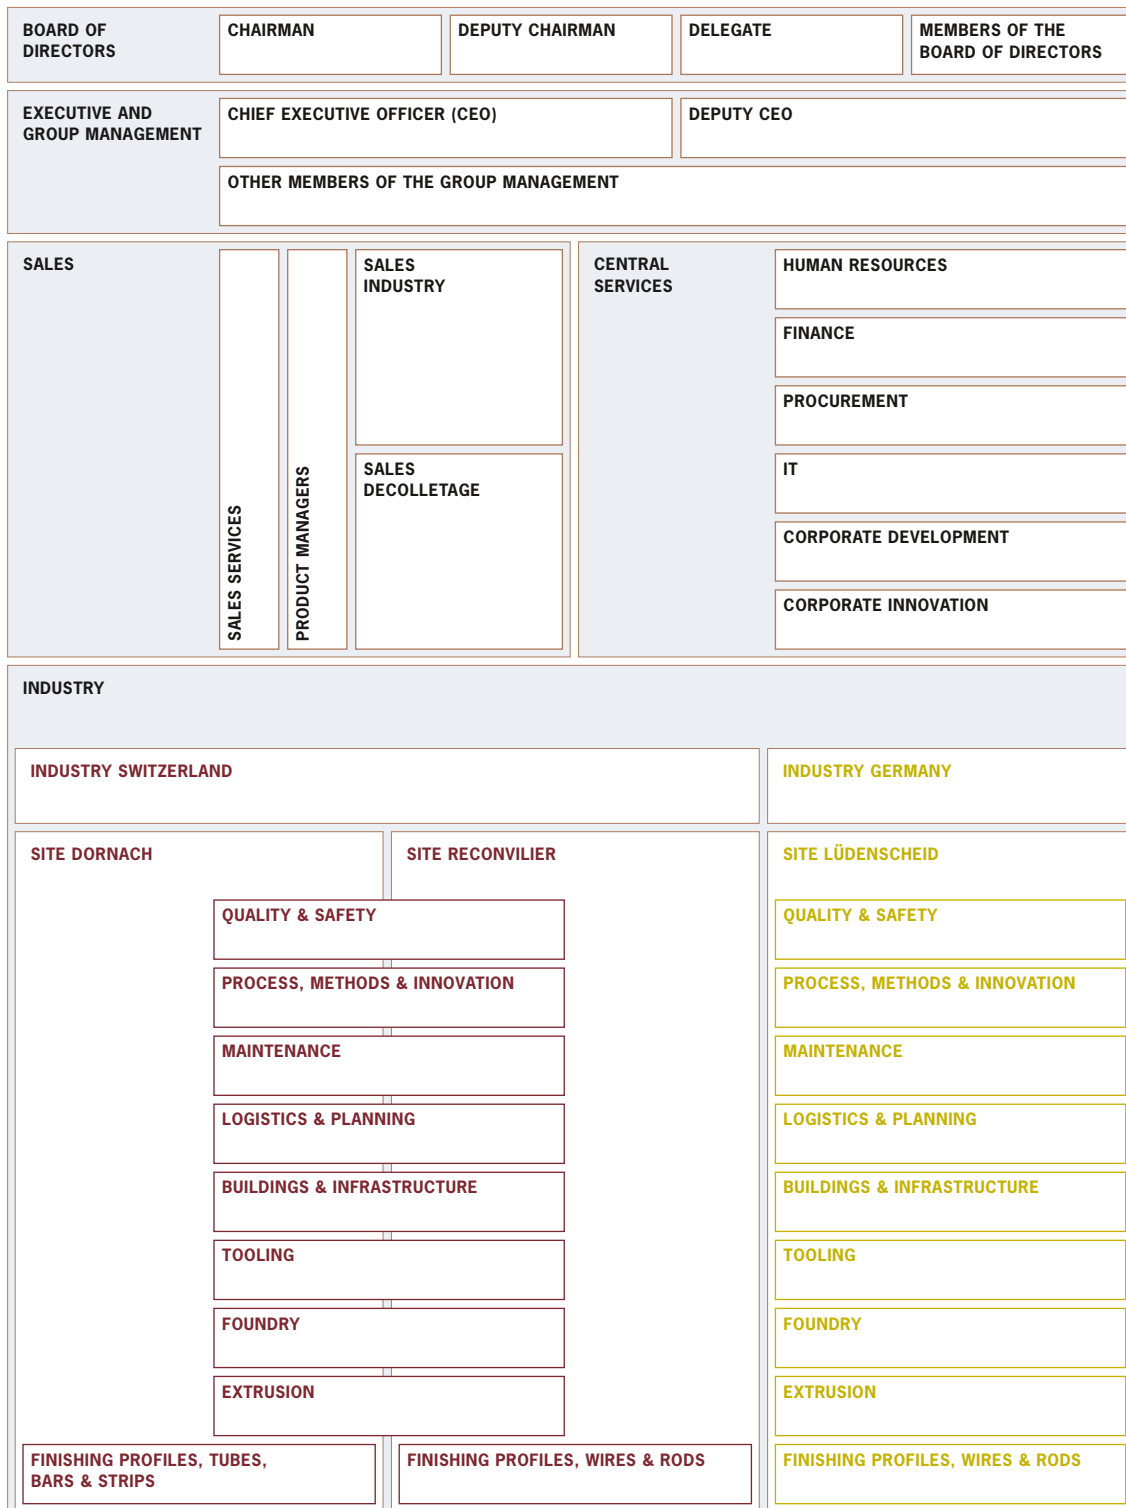 BOARD OF
DIRECTORS
CHAIRMAN
DEPUTY CHAIRMAN
DELEGATE
MEMBERS OF THE
BOARD OF DIRECTORS
EXECUTIVE AND
GROUP MANAGEMENT
CHIEF EXECUTIVE OFFICER (CEO)
DEPUTY CEO
OTHER MEMBERS OF THE GROUP MANAGEMENT
SALES
SALES SERVICES
PRODUCT MANAGERS
SALES
INDUSTRY
SALES
DECOLLETAGE
CENTRAL
SERVICES
HUMAN RESOURCES
FINANCE
PROCUREMENT
IT
CORPORATE DEVELOPMENT
CORPORATE INNOVATION
INDUSTRY
INDUSTRY SWITZERLAND
INDUSTRY GERMANY
SITE DORNACH
SITE RECONVILIER
QUALITY & SAFETY
PROCESS, METHODS & INNOVATION
MAINTENANCE
LOGISTICS & PLANNING
BUILDINGS & INFRASTRUCTURE
TOOLING
FOUNDRY
EXTRUSION
FINISHING PROFILES, TUBES,
BARS & STRIPS
FINISHING PROFILES, WIRES & RODS
SITE LÜDENSCHEID
QUALITY & SAFETY
PROCESS, METHODS & INNOVATION
MAINTENANCE
LOGISTICS & PLANNING
BUILDINGS & INFRASTRUCTURE
TOOLING
FOUNDRY
EXTRUSION
FINISHING PROFILES, WIRES & RODS